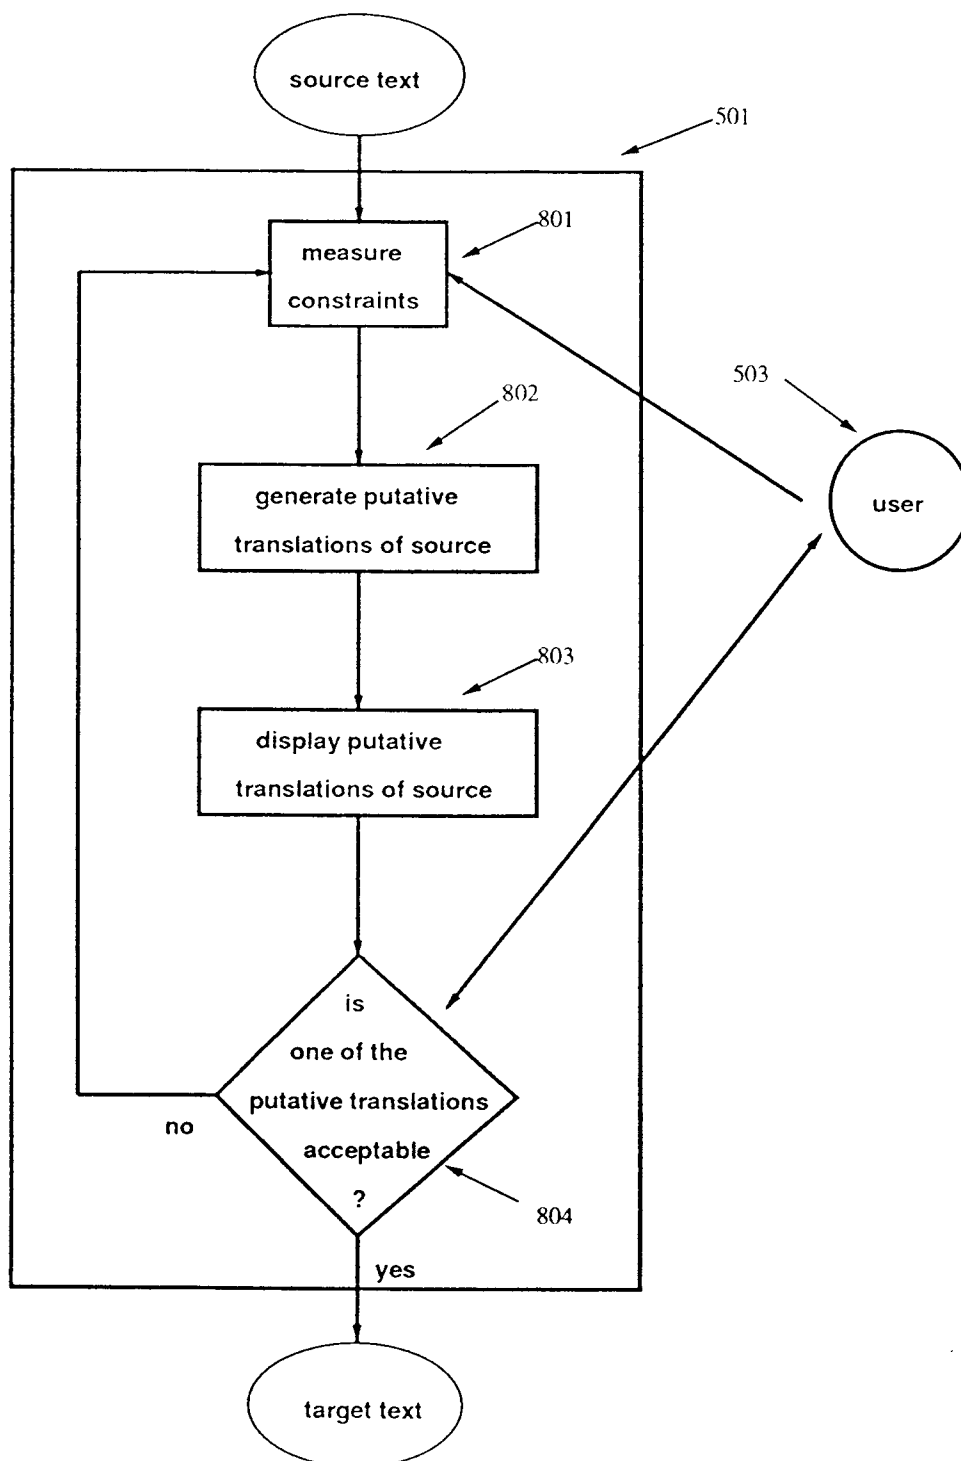 source text
501
801
measure
constraints
503
802
user
generate putative
translations of source
803
display putative
translations of source
is
one of the
putative translations
no
acceptable
?
804
yes
target text